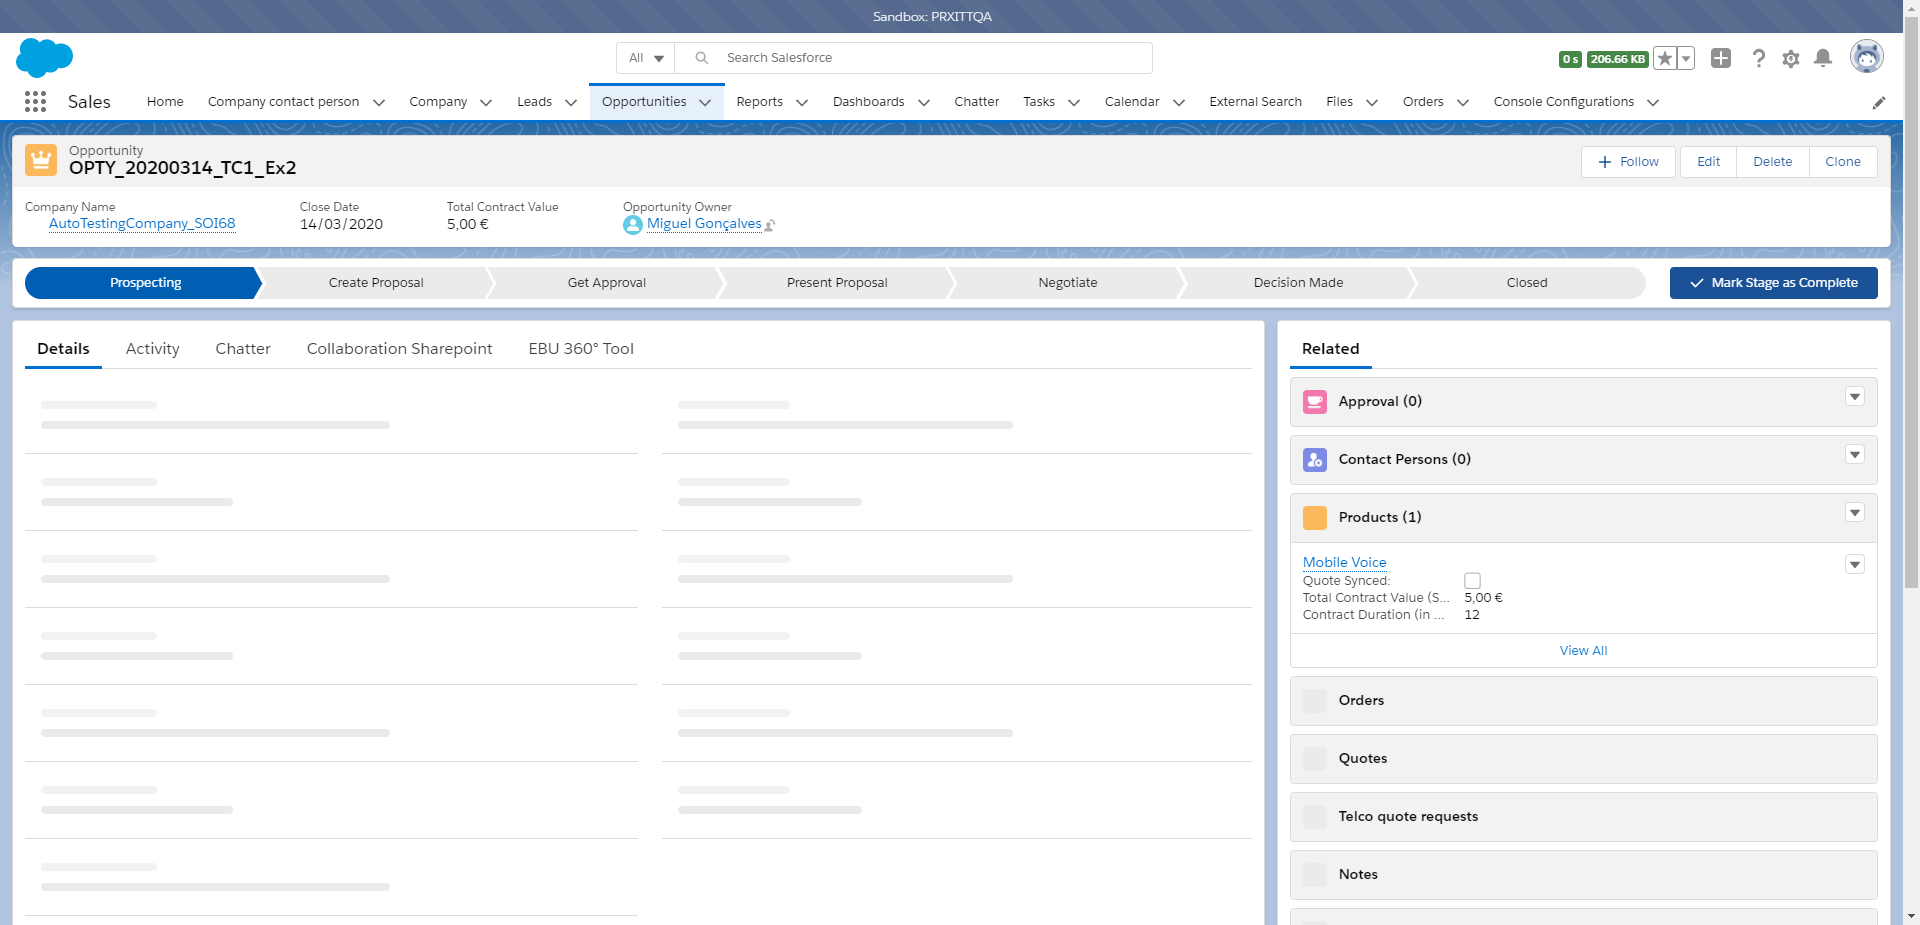 Sandbox: PRXITTQA
All
Search Salesforce
0 s
206.66 KB
Sales
Home
Company contact person
Company
Leads
Opportunities
Reports
Dashboards
Chatter
Tasks
Calendar
External Search
Files
Orders
Console Configurations
Opportunity
OPTY_20200314_TC1_Ex2
Follow
Edit
Delete
Clone
Company Name
AutoTestingCompany_SOI68
Close Date
14/03/2020
Total Contract Value
5,00 €
Opportunity Owner
Miguel Gonçalves
Prospecting
Create Proposal
Get Approval
Present Proposal
Negotiate
Decision Made
Closed
Mark Stage as Complete
Details
Activity
Chatter
Collaboration Sharepoint
EBU 360° Tool
Related
Approval (0)
Contact Persons (0)
Products (1)
Mobile Voice
Quote Synced:
Total Contract Value (S... 5,00 €
Contract Duration (in ... 12
View All
Orders
Quotes
Telco quote requests
Notes